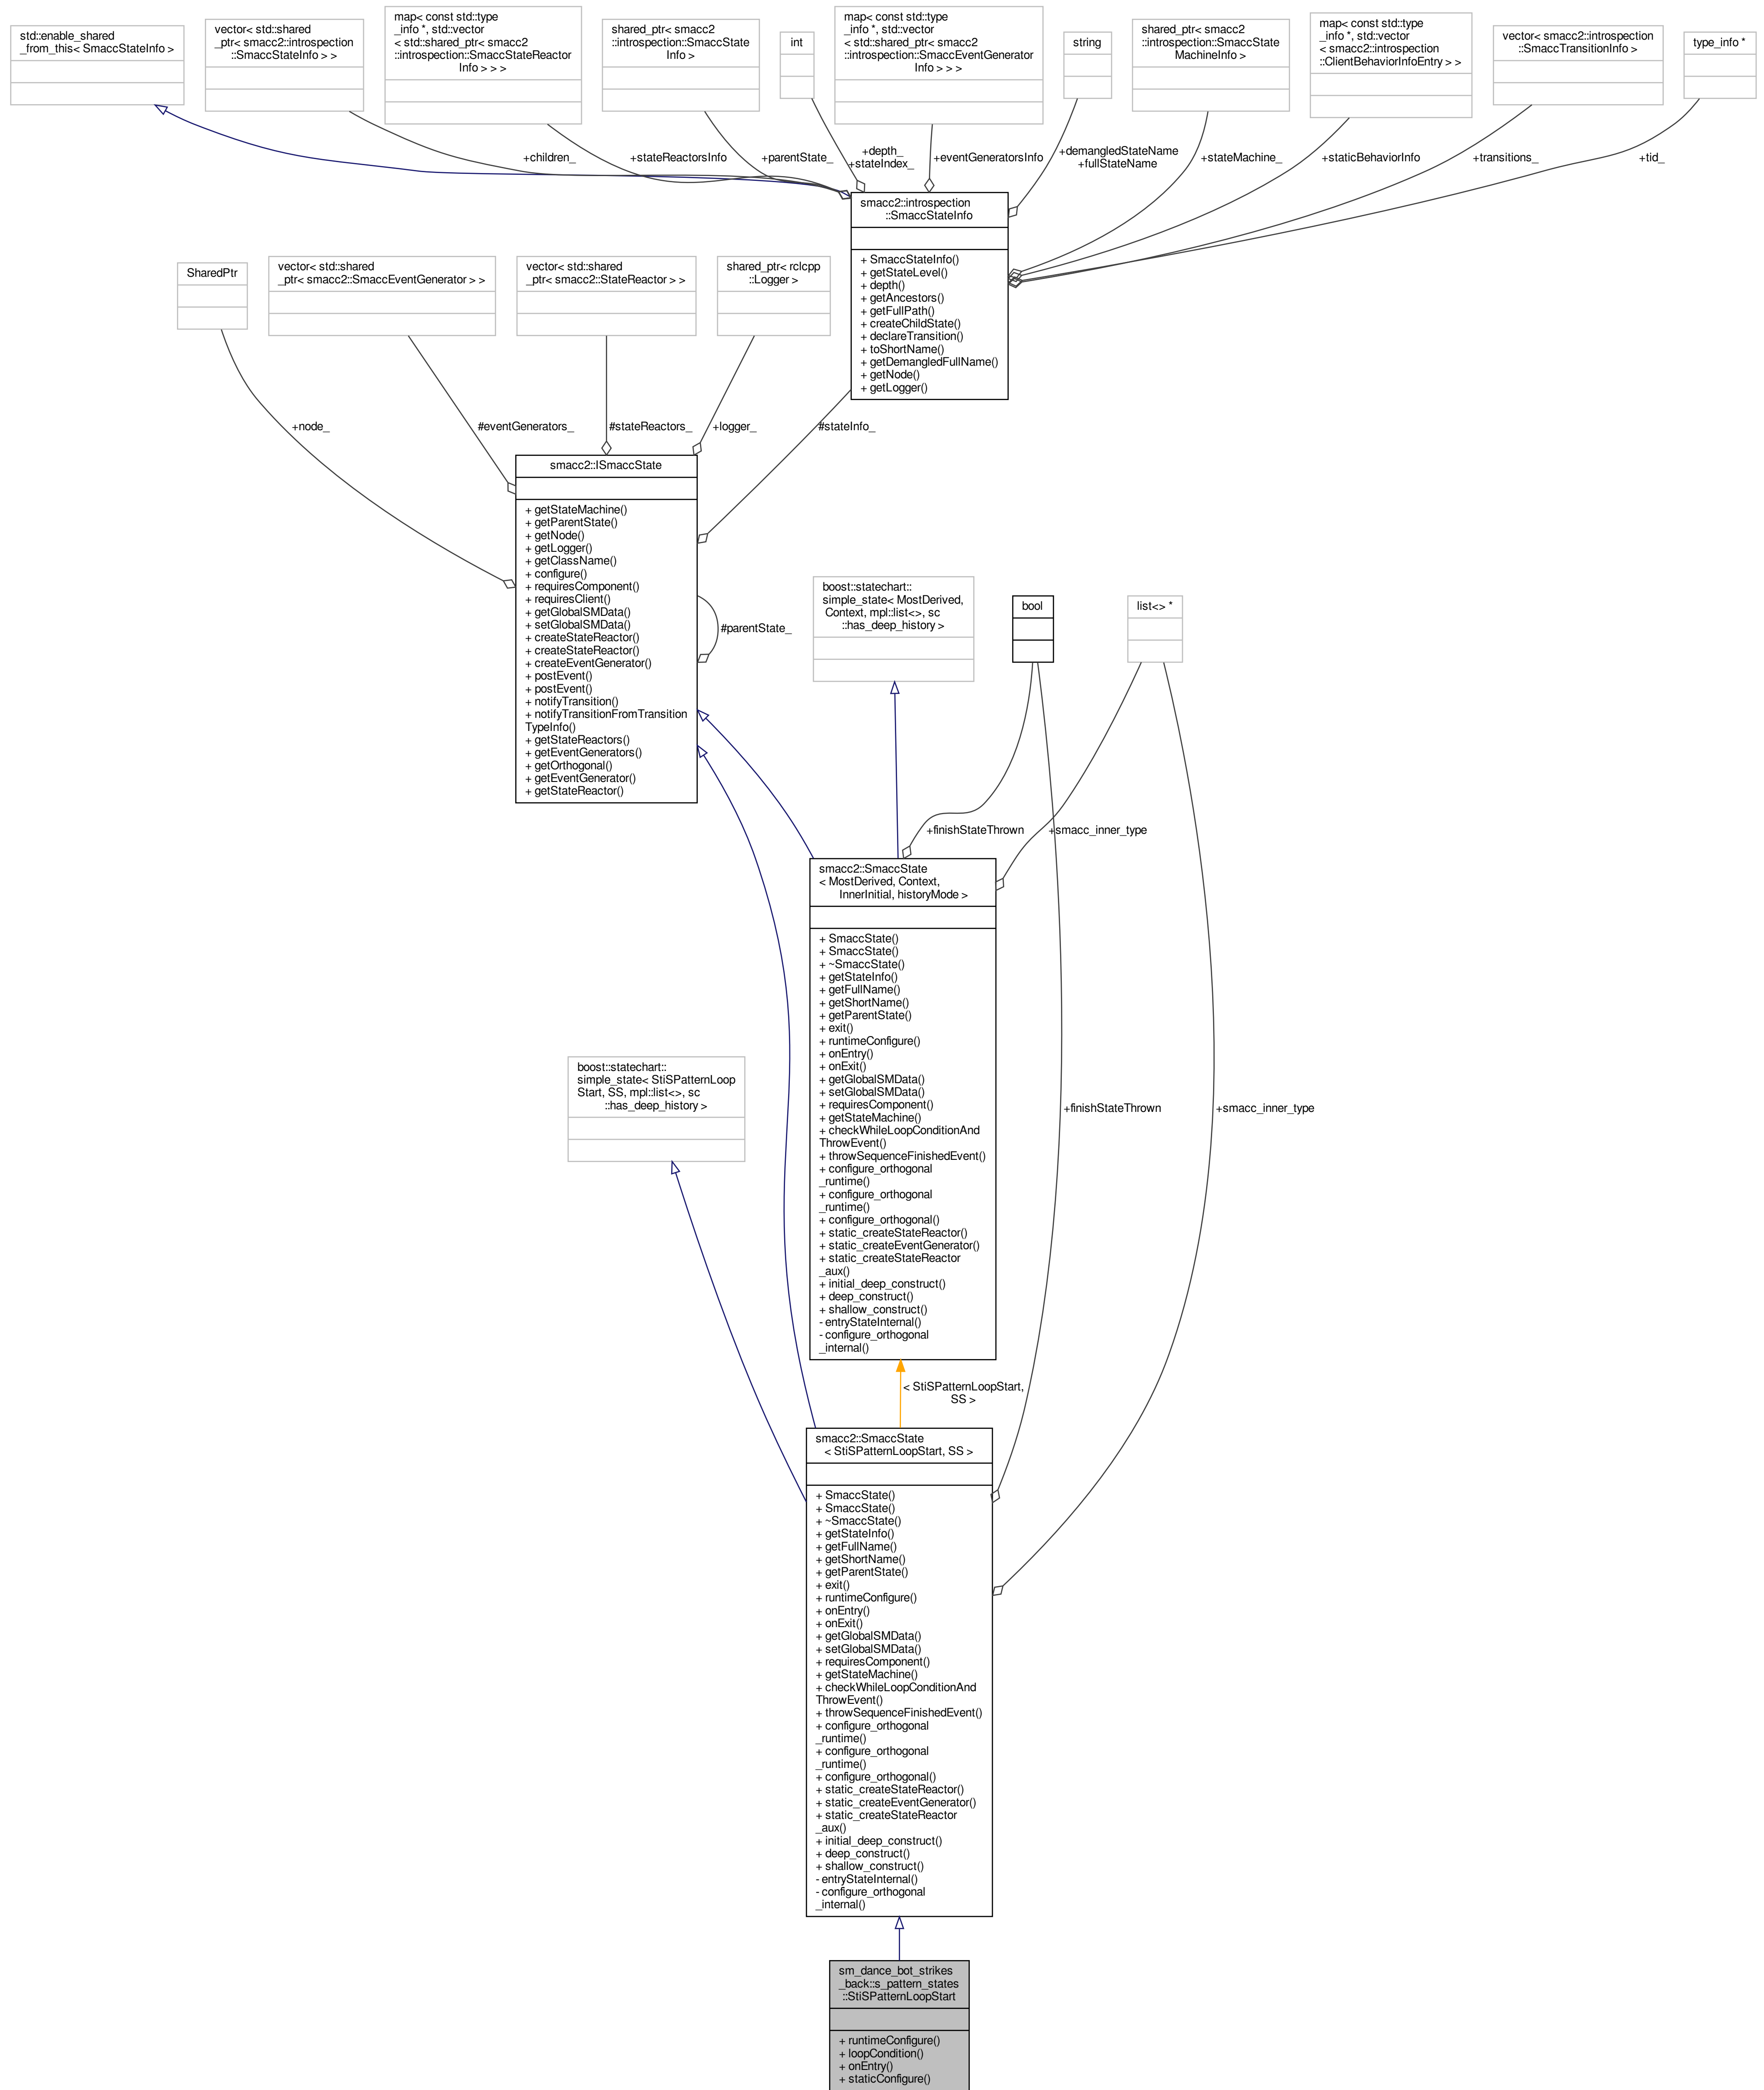 std::enable_shared
_from_this< SmaccStateInfo >
vector< std::shared
_ptr< smacc2::introspection
::SmaccStateInfo > >
map< const std::type
_info *, std::vector
< std::shared_ptr< smacc2
::introspection::SmaccStateReactor
Info > > >
shared_ptr< smacc2
::introspection::SmaccState
Info >
int
map< const std::type
_info *, std::vector
< std::shared_ptr< smacc2
::introspection::SmaccEventGenerator
Info > > >
string
shared_ptr< smacc2
::introspection::SmaccState
MachineInfo >
map< const std::type
_info *, std::vector
< smacc2::introspection
::ClientBehaviorInfoEntry > >
vector< smacc2::introspection
::SmaccTransitionInfo >
type_info *
+children_
+stateReactorsInfo
+parentState_
+depth_
+stateIndex_
+eventGeneratorsInfo
+demangledStateName
+fullStateName
+stateMachine_
+staticBehaviorInfo
+transitions_
+tid_
smacc2::introspection
::SmaccStateInfo
+ SmaccStateInfo()
+ getStateLevel()
+ depth()
+ getAncestors()
+ getFullPath()
+ createChildState()
+ declareTransition()
+ toShortName()
+ getDemangledFullName()
+ getNode()
+ getLogger()
SharedPtr
vector< std::shared
_ptr< smacc2::SmaccEventGenerator > >
vector< std::shared
_ptr< smacc2::StateReactor > >
shared_ptr< rclcpp
::Logger >
+node_
#eventGenerators_
#stateReactors_
+logger_
#stateInfo_
smacc2::ISmaccState
+ getStateMachine()
+ getParentState()
+ getNode()
+ getLogger()
+ getClassName()
+ configure()
+ requiresComponent()
+ requiresClient()
+ getGlobalSMData()
+ setGlobalSMData()
+ createStateReactor()
+ createStateReactor()
+ createEventGenerator()
+ postEvent()
+ postEvent()
+ notifyTransition()
+ notifyTransitionFromTransition
TypeInfo()
+ getStateReactors()
+ getEventGenerators()
+ getOrthogonal()
+ getEventGenerator()
+ getStateReactor()
#parentState_
boost::statechart::
simple_state< MostDerived,
Context, mpl::list<>, sc
::has_deep_history >
bool
list<> *
+finishStateThrown
+smacc_inner_type
smacc2::SmaccState
< MostDerived, Context,
InnerInitial, historyMode >
+ SmaccState()
+ SmaccState()
+ ~SmaccState()
+ getStateInfo()
+ getFullName()
+ getShortName()
+ getParentState()
+ exit()
+ runtimeConfigure()
+ onEntry()
+ onExit()
+ getGlobalSMData()
+ setGlobalSMData()
+ requiresComponent()
+ getStateMachine()
+ checkWhileLoopConditionAnd
ThrowEvent()
+ throwSequenceFinishedEvent()
+ configure_orthogonal
_runtime()
+ configure_orthogonal
_runtime()
+ configure_orthogonal()
+ static_createStateReactor()
+ static_createEventGenerator()
+ static_createStateReactor
_aux()
+ initial_deep_construct()
+ deep_construct()
+ shallow_construct()
- entryStateInternal()
- configure_orthogonal
_internal()
boost::statechart::
simple_state< StiSPatternLoop
Start, SS, mpl::list<>, sc
::has_deep_history >
+finishStateThrown
+smacc_inner_type
< StiSPatternLoopStart,
SS >
smacc2::SmaccState
< StiSPatternLoopStart, SS >
+ SmaccState()
+ SmaccState()
+ ~SmaccState()
+ getStateInfo()
+ getFullName()
+ getShortName()
+ getParentState()
+ exit()
+ runtimeConfigure()
+ onEntry()
+ onExit()
+ getGlobalSMData()
+ setGlobalSMData()
+ requiresComponent()
+ getStateMachine()
+ checkWhileLoopConditionAnd
ThrowEvent()
+ throwSequenceFinishedEvent()
+ configure_orthogonal
_runtime()
+ configure_orthogonal
_runtime()
+ configure_orthogonal()
+ static_createStateReactor()
+ static_createEventGenerator()
+ static_createStateReactor
_aux()
+ initial_deep_construct()
+ deep_construct()
+ shallow_construct()
- entryStateInternal()
- configure_orthogonal
_internal()
sm_dance_bot_strikes
_back::s_pattern_states
::StiSPatternLoopStart
+ runtimeConfigure()
+ loopCondition()
+ onEntry()
+ staticConfigure()